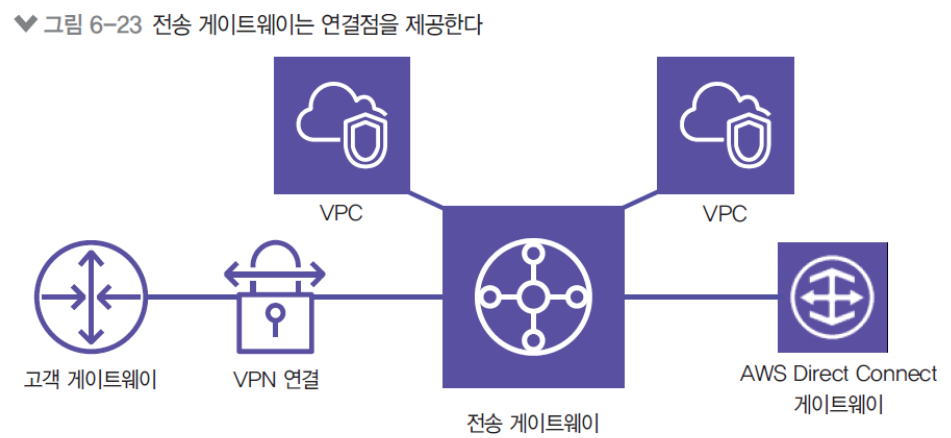 그림 6-23 전송 게이트웨이는 연결점을 제공한다
VPC
VPC
고객 게이트웨이
VPN 연결
전송 게이트웨이
AWS Direct Connect
게이트웨이